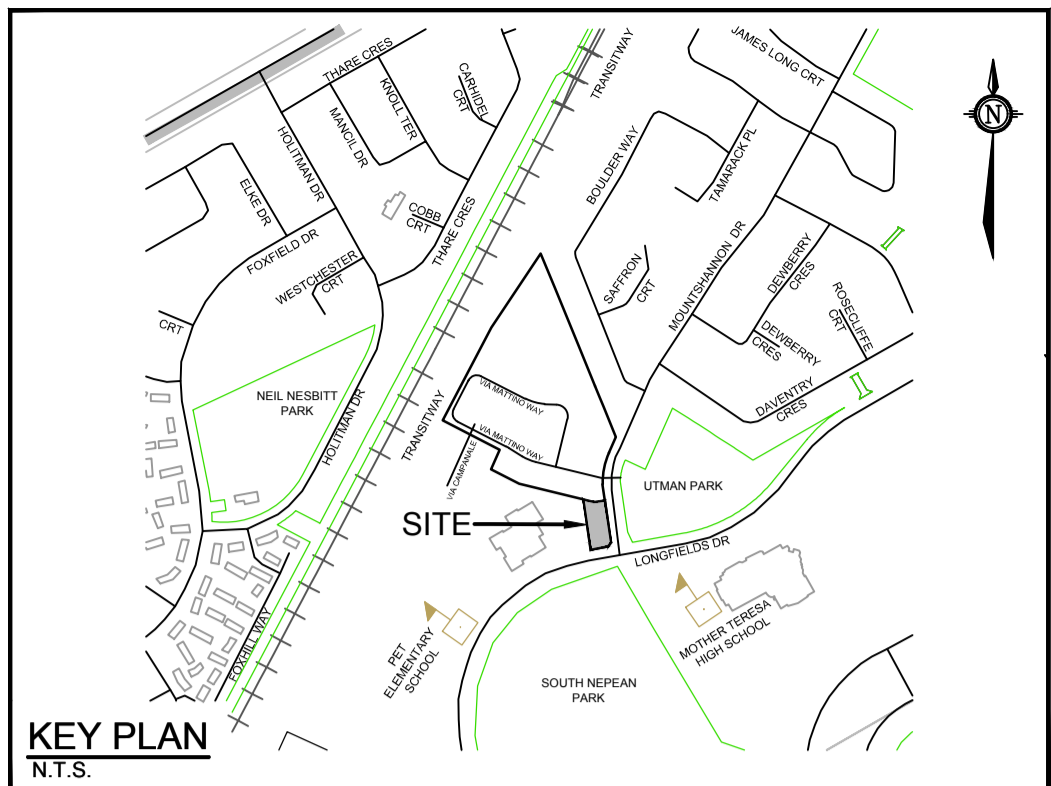 THARE CRES
TRANSITWAY
JAMES LONG CRT
N
CARHIDEL
CRT
KNOLL TER
MANCIL DR
HOLITMAN DR
BOULDER WAY
TAMARACK PL
ELKE DR
COBB
CRT
THARE CRES
FOXFIELD DR
WESTCHESTER
CRT
SAFFRON
CRT
MOUNTSHANNON DR
DEWBERRY
CRES
ROSECLIFFE
CRT
DEWBERRY
CRES
CRT
NEIL NESBITT
PARK
HOLITMAN DR
TRANSITWAY
VIA MATTINO WAY
VIA MATTINO WAY
VIA CAMPANALE
DAVENTRY
CRES
UTMAN PARK
SITE
LONGFIELDS DR
MOTHER TERESA
HIGH SCHOOL
FOXHILL WAY
PET
ELEMENTARY
SCHOOL
SOUTH NEPEAN
PARK
KEY PLAN
N.T.S.